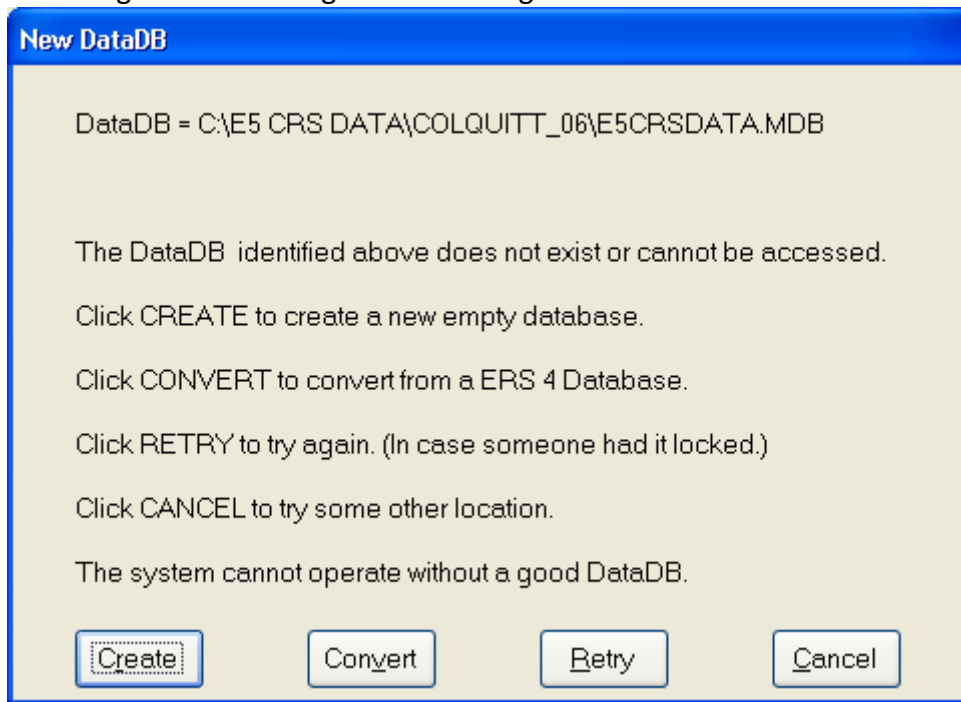 New DataDB
DataDB = C:\E5 CRS DATA\COLQUITT_06\E5CRSDATA.MDB
The DataDB  identified above does not exist or cannot be accessed.
Click CREATE to create a new empty database.
Click CONVERT to convert from a ERS 4 Database.
Click RETRY to try again. (In case someone had it locked.)
Click CANCEL to try some other location.
The system cannot operate without a good DataDB.
Create Convert Retry Cancel